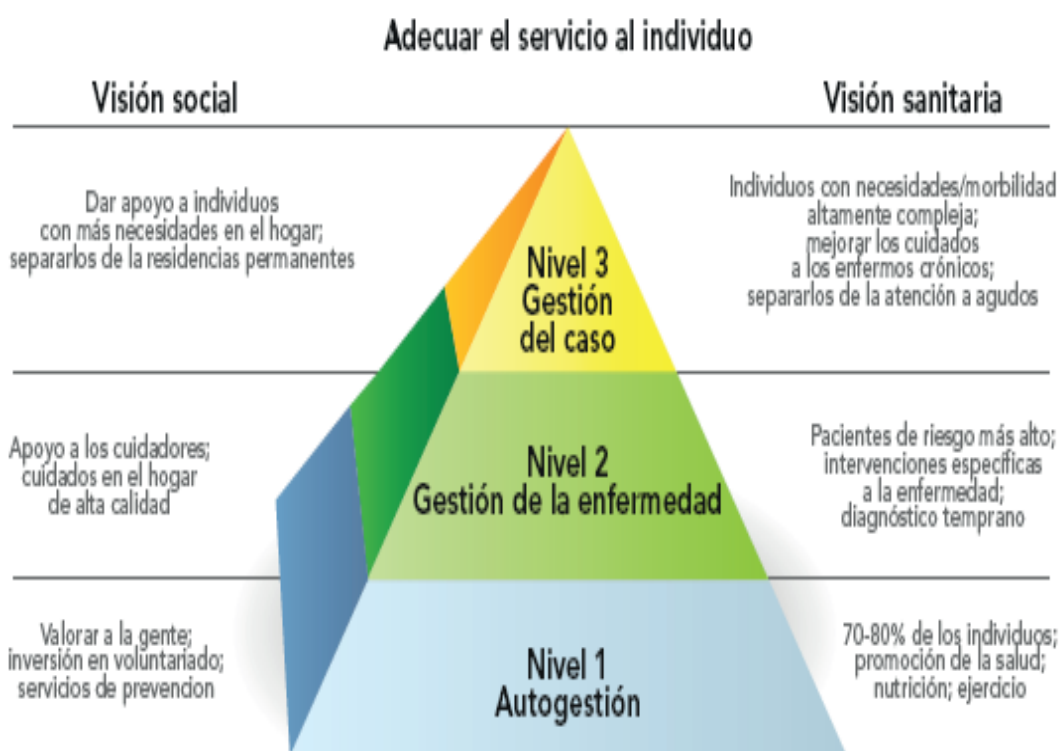 Adecuar el servicio al individuo
Visión social
Visión sanitaria
Dar apoyo a individuos
con más necesidades en el hogar;
separarlos de la residencias permanentes
Nivel 3
Gestión
del caso
Individuos con necesidades/morbilidad
altamente compleja;
mejorar los cuidados
a los enfermos crónicos;
separarlos de la atención a agudos
Apoyo a los cuidadores;
cuidados en el hogar
de alta calidad
Nivel 2
Gestión de la enfermedad
Pacientes de riesgo más alto;
intervenciones específicas
a la enfermedad;
diagnóstico temprano
Valorar a la gente;
inversión en voluntariado;
servicios de prevencion
Nivel 1
Autogestión
70-80% de los individuos;
promoción de la salud;
nutrición; ejercicio